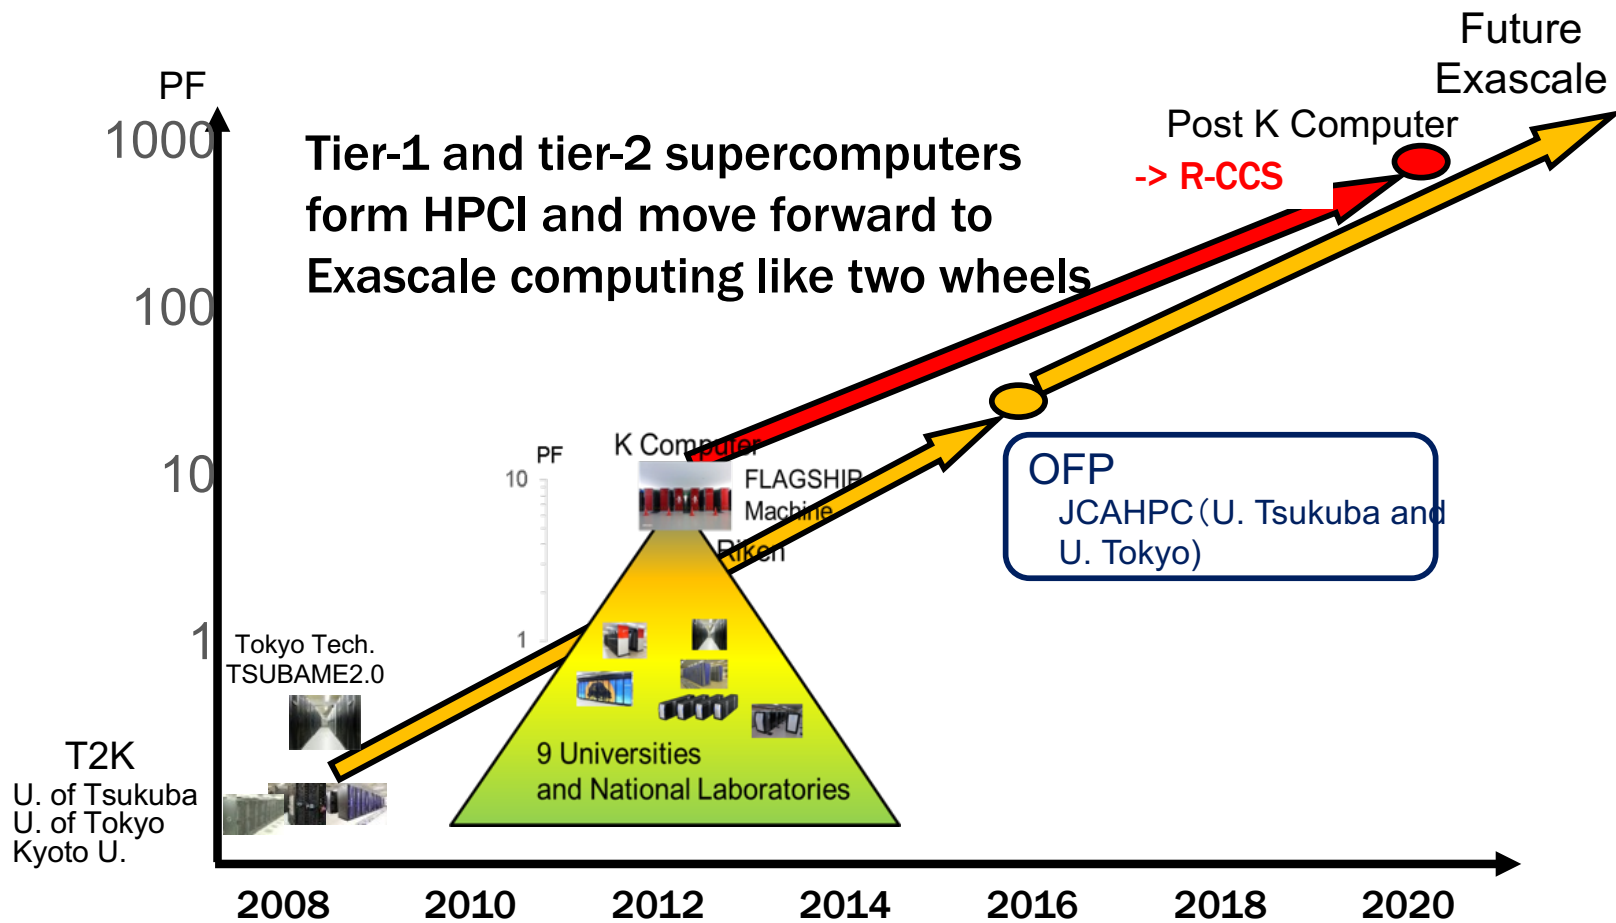 Future
Exascale
PF
1000
Post K Computer
-> R-CCS
Tier-1 and tier-2 supercomputers
form HPCI and move forward to
Exascale computing like two wheels
100
10
1
K Computer
PF
10
1
FLAGSHIP
Machine
Riken
OFP
JCAHPC(U. Tsukuba and
U. Tokyo)
Tokyo Tech.
TSUBAME2.0
9 Universities
and National Laboratories
T2K
U. of Tsukuba
U. of Tokyo
Kyoto U.
2008 2010 2012 2014 2016 2018 2020